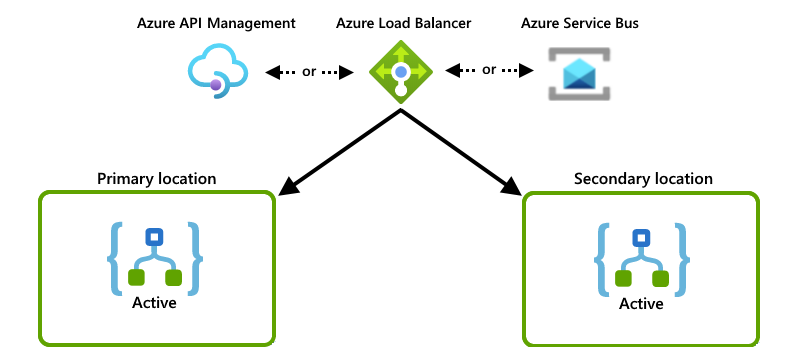 Azure API Management
Azure Load Balancer
Azure Service Bus
or
or
Primary location
Secondary location
Active
Active